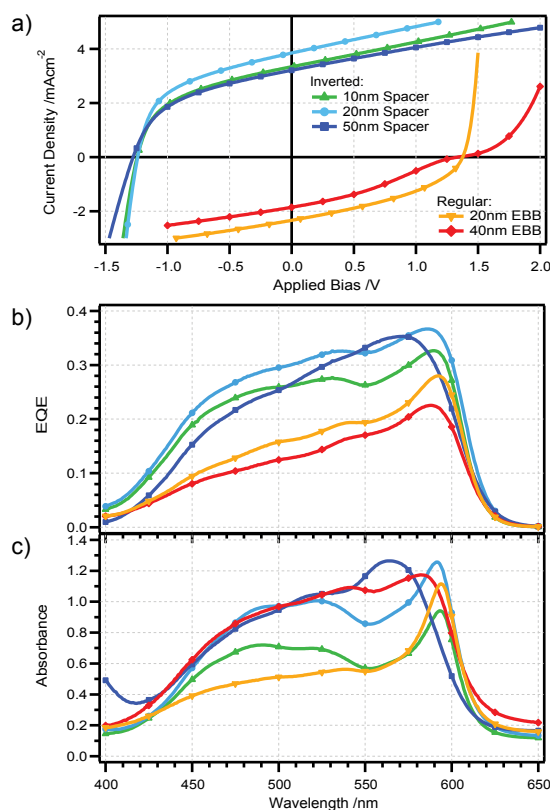 a)
Current Density /mAcm-2
4
2
0
-2
Inverted:
10nm Spacer
20nm Spacer
50nm Spacer
Regular:
20nm EBB
40nm EBB
-1.5 -1.0 -0.5 0.0 0.5 1.0 1.5 2.0
Applied Bias /V
b)
EQE
0.4
0.3
0.2
0.1
0.0
c)
Absorbance
1.4
1.2
1.0
0.8
0.6
0.4
0.2
0.0
400 450 500 550 600 650
Wavelength /nm